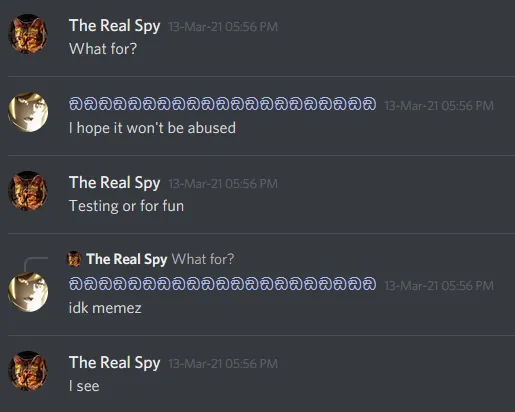 The Real Spy 13-Mar-21 05:56 PM
What for?
ඞඞඞඞඞඞඞඞඞඞඞඞඞඞඞඞඞඞඞඞඞ 13-Mar-21 05:56 PM
I hope it won't be abused
The Real Spy 13-Mar-21 05:56 PM
Testing or for fun
The Real Spy What for?
ඞඞඞඞඞඞඞඞඞඞඞඞඞඞඞඞඞඞඞඞඞ 13-Mar-21 05:56 PM
idk memez
The Real Spy 13-Mar-21 05:56 PM
I see